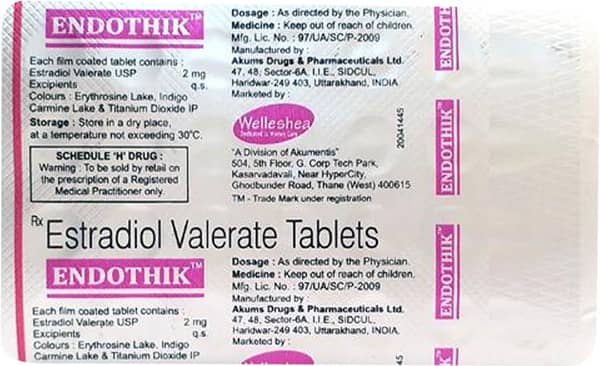 ENDOTHIK™
Each film coated tablet contains :
Estradiol Valerate USP 2 mg
Excipients q.s.
Colours : Erythrosine Lake, Indigo
Carmine Lake & Titanium Dioxide IP
Storage : Store in a dry place,
at a temperature not exceeding 30°C.
SCHEDULE 'H' DRUG :
Warning : To be sold by retail on
the prescription of a Registered
Medical Practitioner only.
Dosage : As directed by the Physician.
Medicine : Keep out of reach of children.
Mfg. Lic. No. : 97/UA/SC/P-2009
Manufactured by :
Akums Drugs & Pharmaceuticals Ltd.
47, 48, Sector-6A, I.I.E., SIDCUL,
Haridwar-249 403, Uttarakhand, INDIA
Marketed by :
Welleshea
Dedicated to Women Care
"A Division of Akumentis"
504, 5th Floor, G. Corp Tech Park,
Kasarvadavali, Near HyperCity,
Ghodbunder Road, Thane (West) 400615
TM - Trade Mark under registration
20041445
ENDOTHIK™
ENDOTHIK™
Rx Estradiol Valerate Tablets
ENDOTHIK™
Each film coated tablet contains :
Estradiol Valerate USP 2 mg
Excipients q.s.
Colours : Erythrosine Lake, Indigo
Carmine Lake & Titanium Dioxide IP
Dosage : As directed by the Physician.
Medicine : Keep out of reach of children.
Mfg. Lic. No. : 97/UA/SC/P-2009
Manufactured by :
Akums Drugs & Pharmaceuticals Ltd.
47, 48, Sector-6A, I.I.E., SIDCUL,
Haridwar-249 403, Uttarakhand, INDIA
Marketed by :
Welleshea
45
ENDOTHIK™